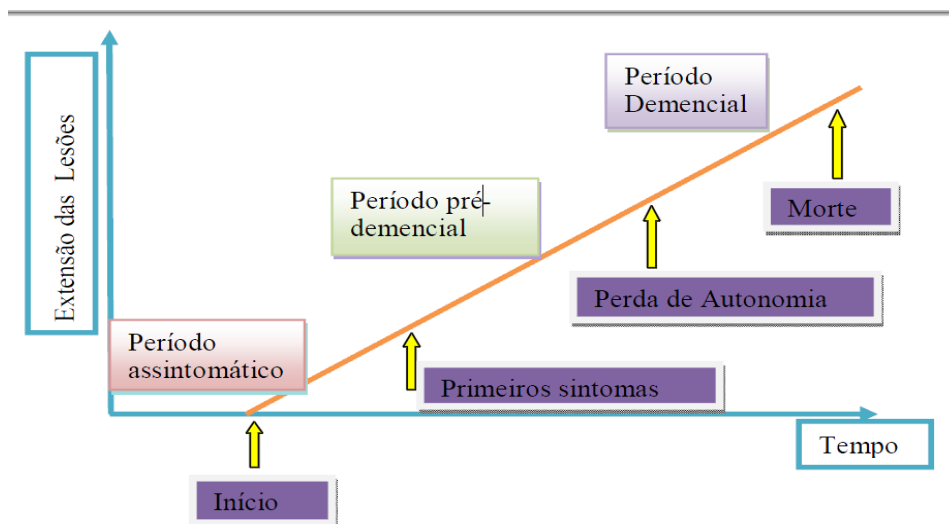 Extensão das Lesões
Período
Demencial
Período pré-
demencial
Morte
Perda de Autonomia
Período
assintomático
Primeiros sintomas
Tempo
Início